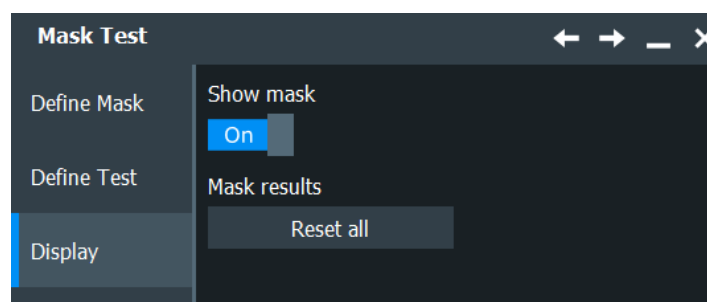 Mask Test
Define Mask
Define Test
Display
Show mask
On
Mask results
Reset all